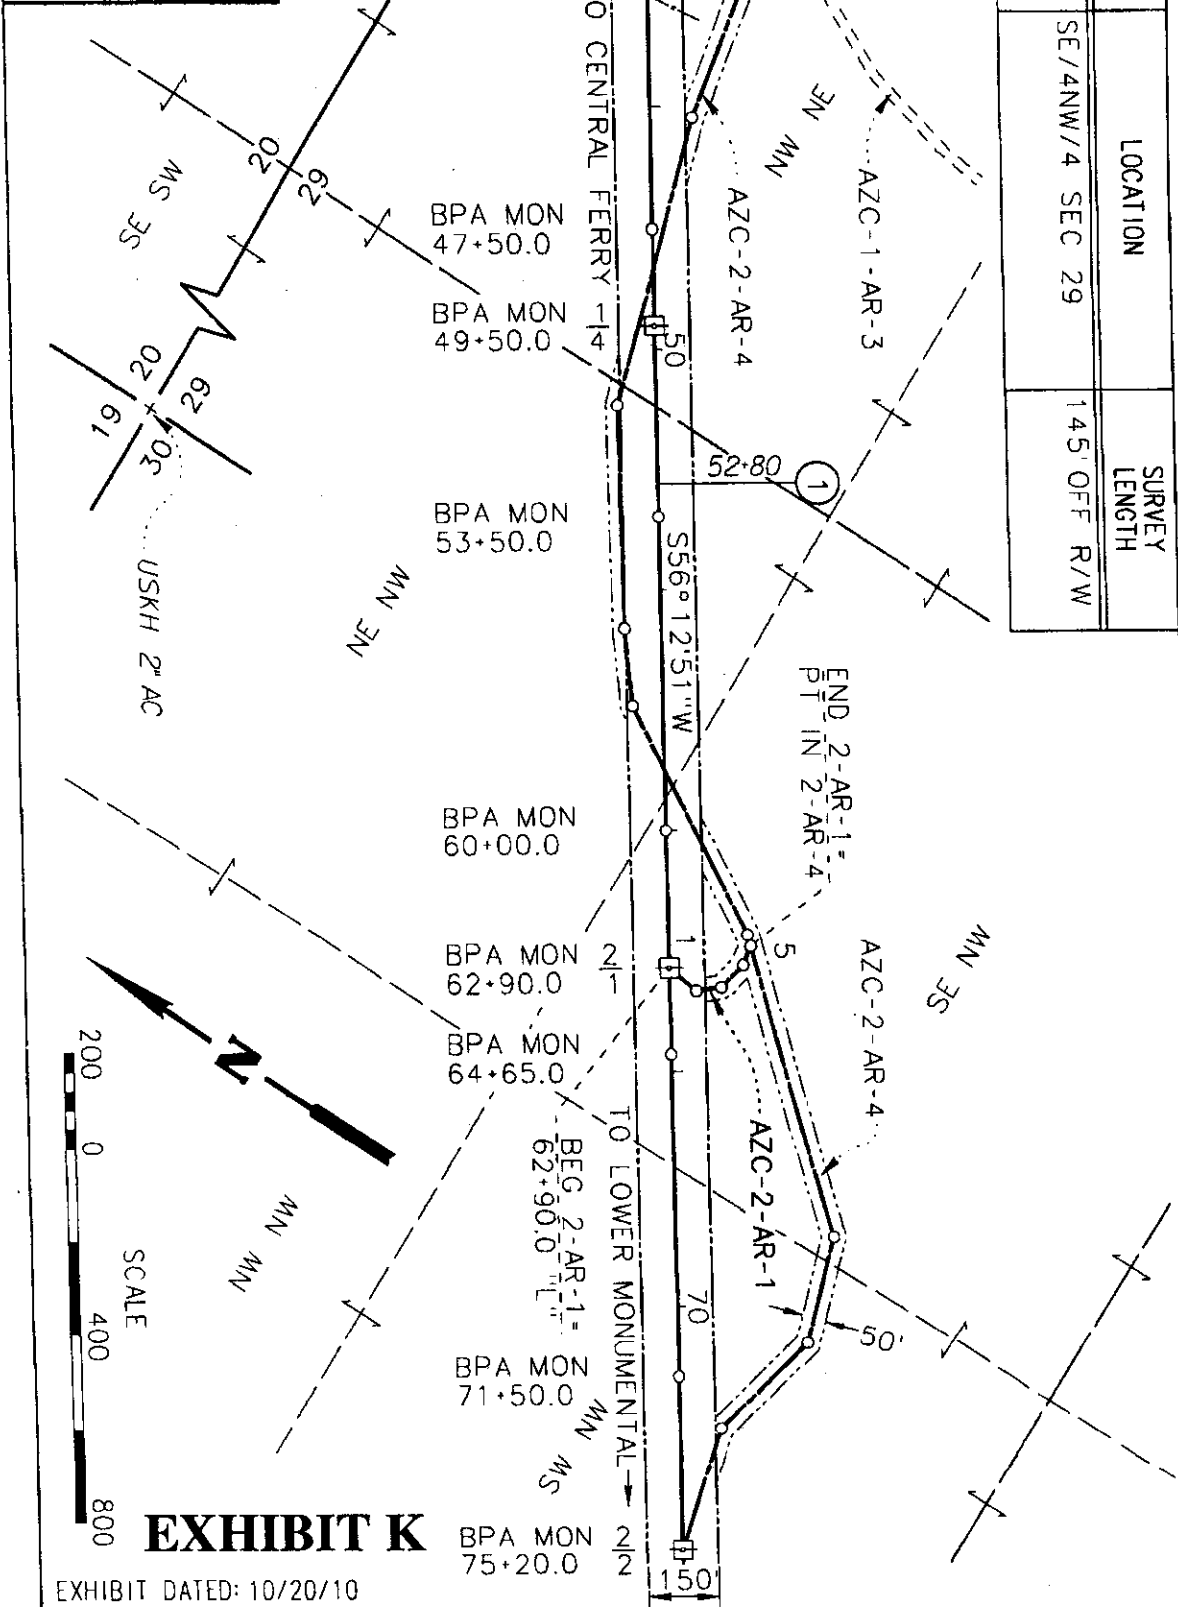 LOCATION
SURVEY
LENGTH
SE/4NW/4 SEC 29
145' OFF R/W
O CENTRAL FERRY
NW NE
AZC-1-AR-3
AZC-2-AR-4
20
29
SE SW
BPA MON
47+50.0
BPA MON
49+50.0
1/4
50
20
29
19
30
USKH 2" AC
52+80
1
BPA MON
53+50.0
S56°12'51"W
NE NW
END 2-AR-1=
PT IN 2-AR-4
BPA MON
60+00.0
5
AZC-2-AR-4
SE NW
BPA MON
62+90.0
2/1
1
BPA MON
64+65.0
N
AZC-2-AR-1
BEG 2-AR-1=
62+90.0 "L"
TO LOWER MONUMENTAL
NW NW
70
50'
BPA MON
71+50.0
SW NW
200 0 400 800
SCALE
BPA MON
75+20.0
2/2
150'
EXHIBIT K
EXHIBIT DATED: 10/20/10